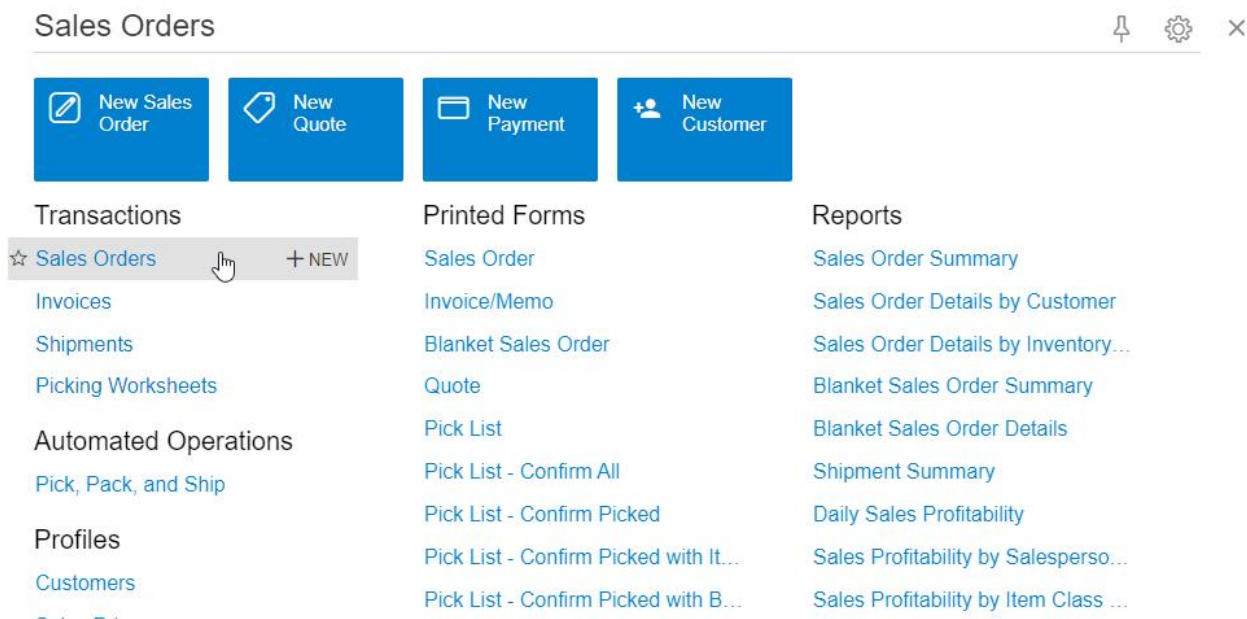 Sales Orders
New Sales
Order
New
Quote
New
Payment
New
Customer
Transactions
Sales Orders
NEW
Invoices
Shipments
Picking Worksheets
Automated Operations
Pick, Pack, and Ship
Profiles
Customers
Printed Forms
Sales Order
Invoice/Memo
Blanket Sales Order
Quote
Pick List
Pick List - Confirm All
Pick List - Confirm Picked
Pick List - Confirm Picked with It...
Pick List - Confirm Picked with B...
Reports
Sales Order Summary
Sales Order Details by Customer
Sales Order Details by Inventory...
Blanket Sales Order Summary
Blanket Sales Order Details
Shipment Summary
Daily Sales Profitability
Sales Profitability by Salesperso...
Sales Profitability by Item Class ...